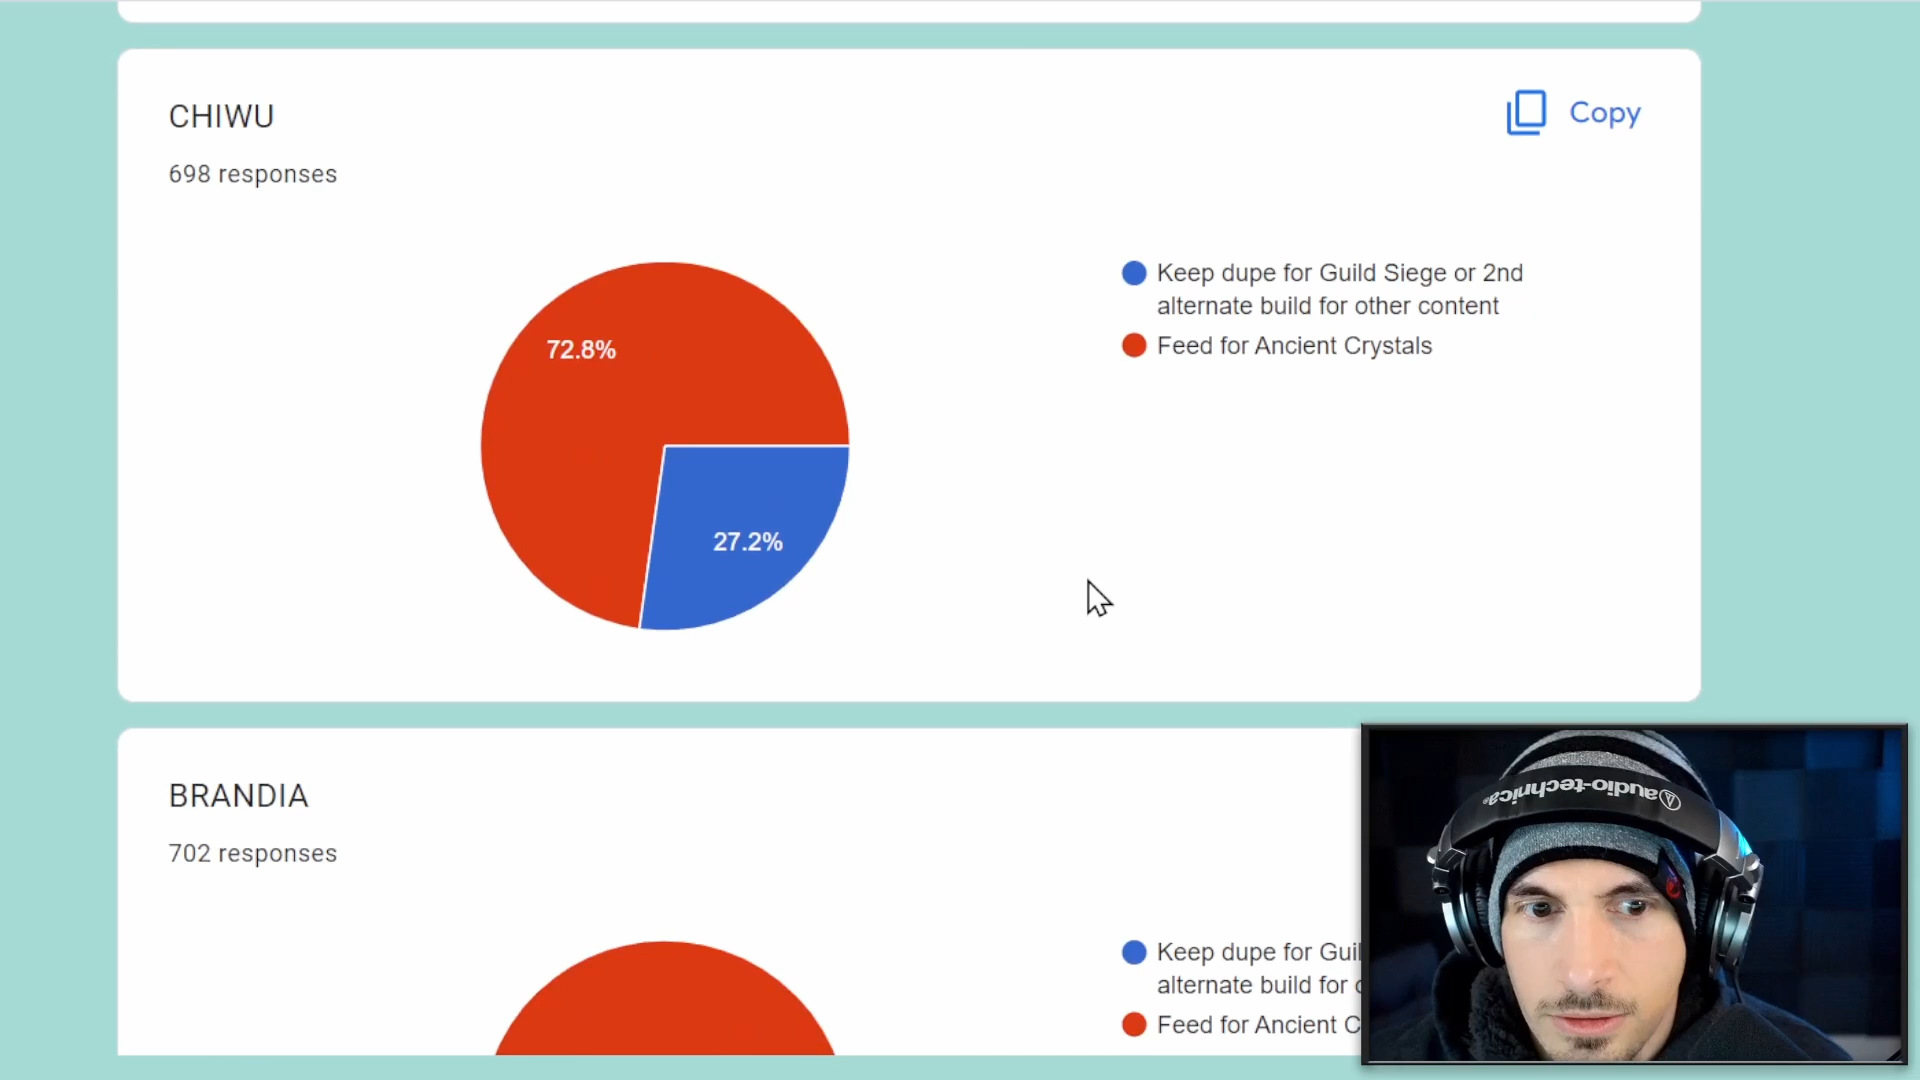 CHIWU
Copy
698 responses
Keep dupe for Guild Siege or 2nd
alternate build for other content
Feed for Ancient Crystals
72.8%
27.2%
BRANDIA
702 responses
Keep dupe for Guil
alternate build for
Feed for Ancient C
audio-technica